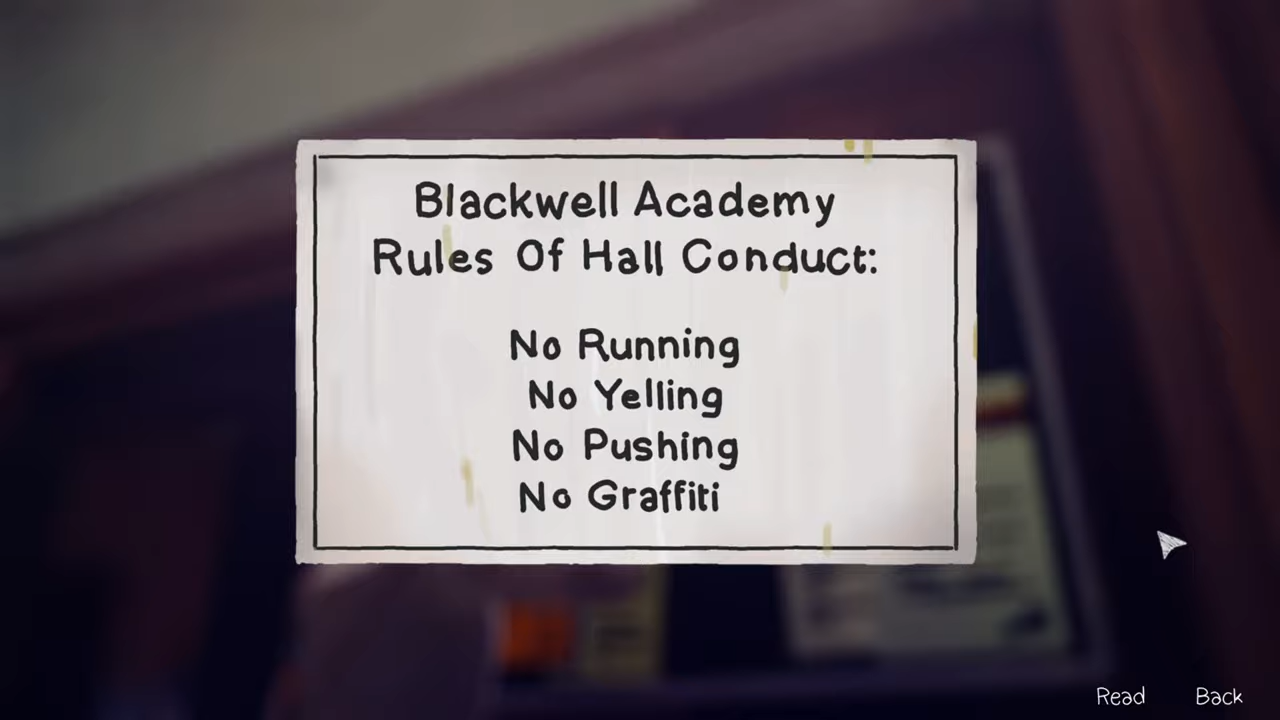 Blackwell Academy
Rules Of Hall Conduct:
No Running
No Yelling
No Pushing
No Graffiti
Read Back